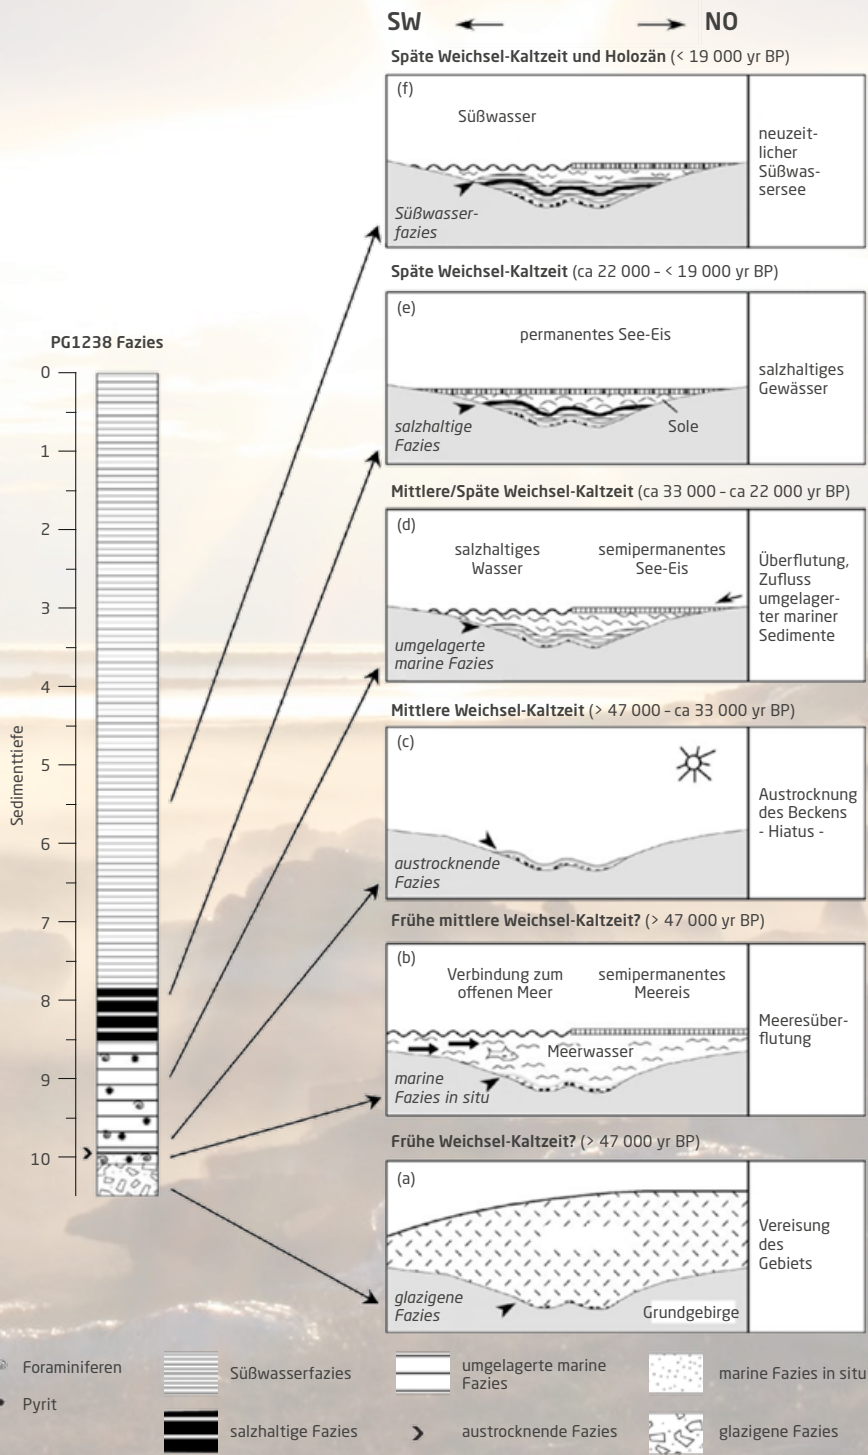 SW NO
Späte Weichsel-Kaltzeit und Holozän (< 19 000 yr BP)
(f)
Süßwasser
Süßwasser-
fazies
neuzeit-
licher
Süßwas-
sersee
Späte Weichsel-Kaltzeit (ca 22 000 – < 19 000 yr BP)
(e)
permanentes See-Eis
salzhaltige
Fazies
Sole
salzhaltiges
Gewässer
Mittlere/Späte Weichsel-Kaltzeit (ca 33 000 – ca 22 000 yr BP)
(d)
salzhaltiges
Wasser
semipermanentes
See-Eis
umgelagerte
marine Fazies
Überflutung,
Zufluss
umgelager-
ter mariner
Sedimente
Mittlere Weichsel-Kaltzeit (> 47 000 – ca 33 000 yr BP)
(c)
austrocknende
Fazies
Austrocknung
des Beckens
- Hiatus -
Frühe mittlere Weichsel-Kaltzeit? (> 47 000 yr BP)
(b)
Verbindung zum
offenen Meer
semipermanentes
Meereis
Meerwasser
marine
Fazies in situ
Meeresüber-
flutung
Frühe Weichsel-Kaltzeit? (> 47 000 yr BP)
(a)
glazigene
Fazies
Grundgebirge
Vereisung
des
Gebiets
PG1238 Fazies
Sedimenttiefe
0
1
2
3
4
5
6
7
8
9
10
Foraminiferen
Pyrit
Süßwasserfazies
salzhaltige Fazies
umgelagerte marine
Fazies
austrocknende Fazies
marine Fazies in situ
glazigene Fazies